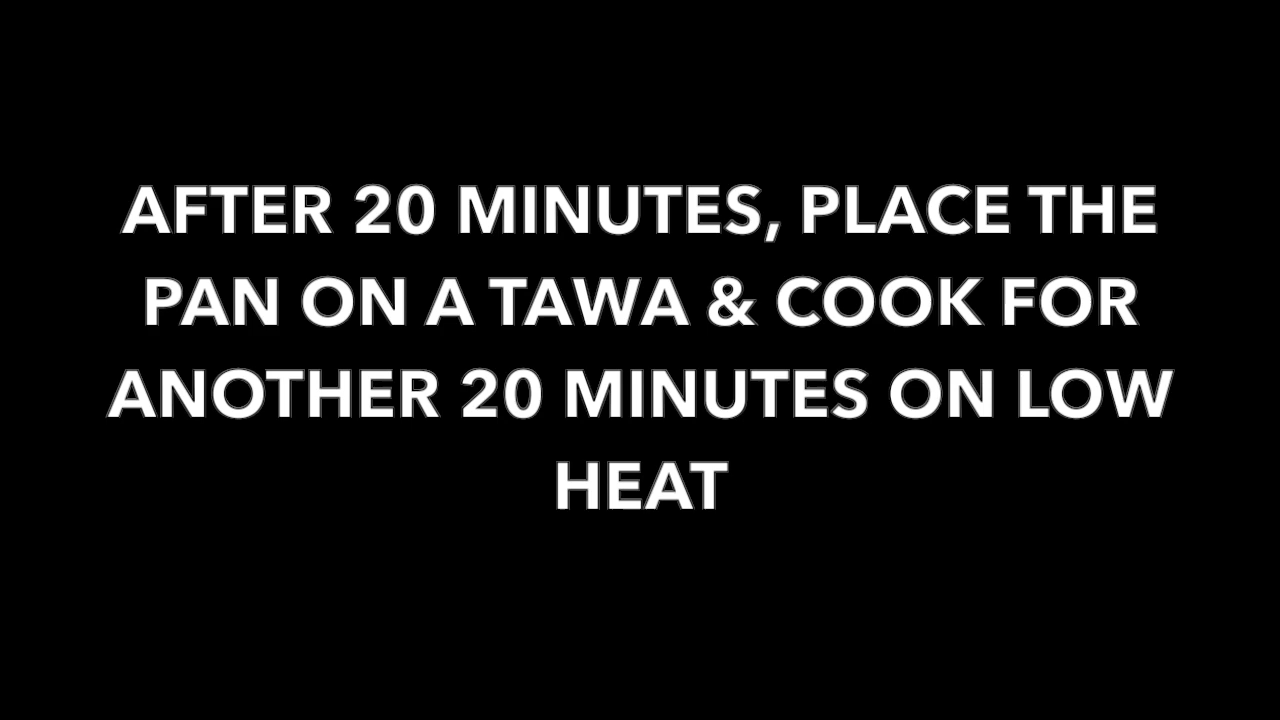 AFTER 20 MINUTES, PLACE THE
PAN ON A TAWA & COOK FOR
ANOTHER 20 MINUTES ON LOW
HEAT